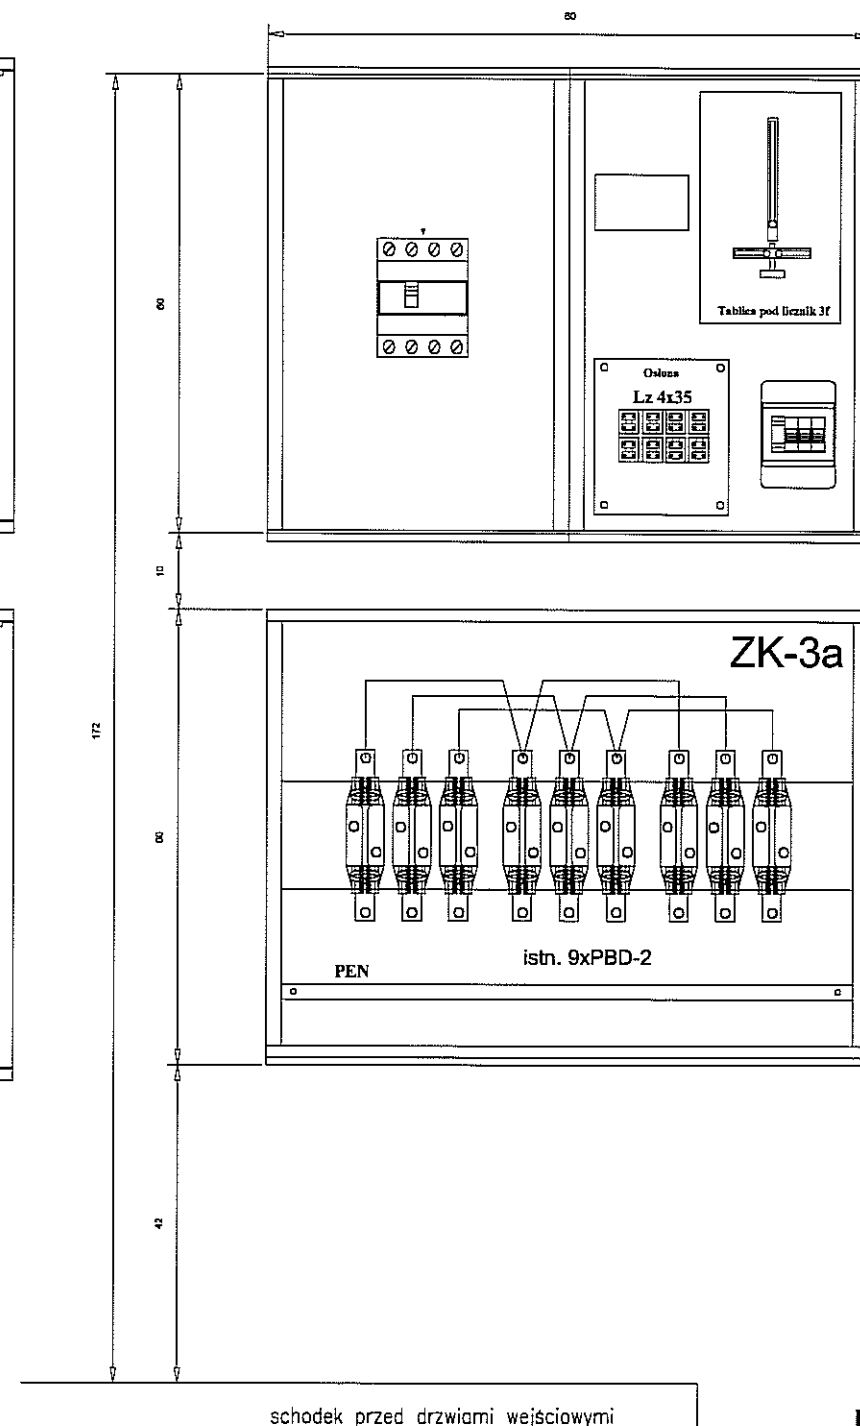 80
60
Tablica pod licznik 3f
Osłona
Lz 4x35
10
ZK-3a
172
60
istn. 9xPBD-2
PEN
42
schodek przed drzwiami wejściowymi